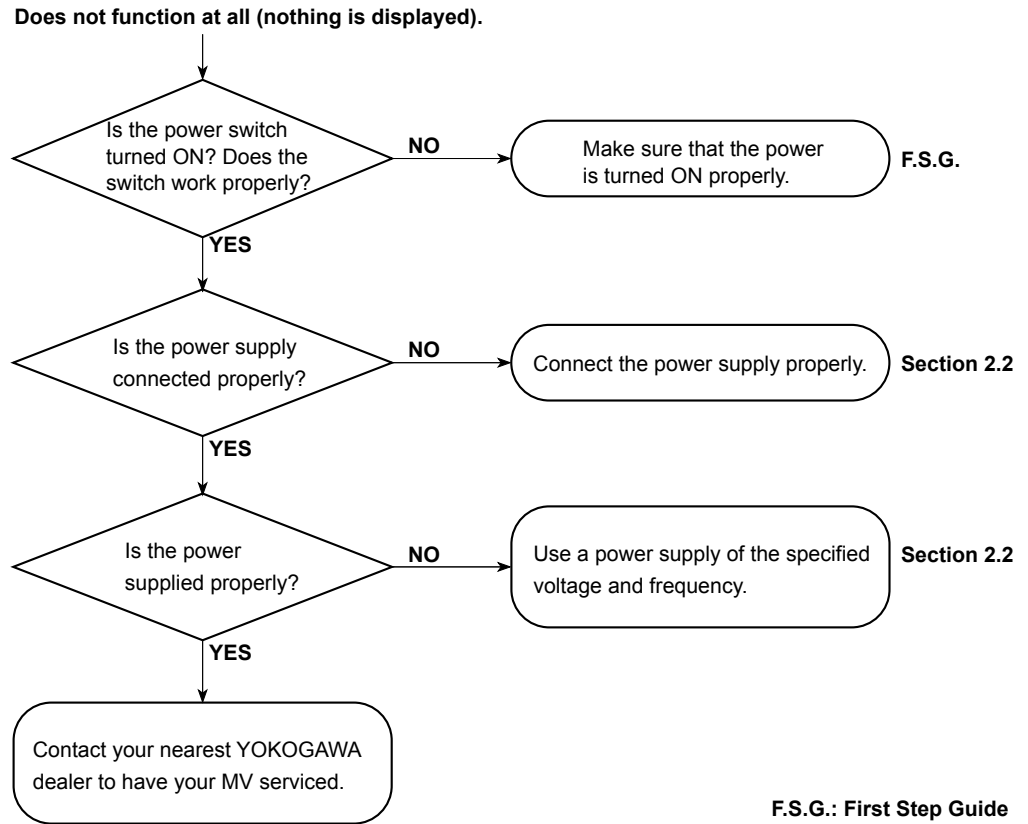 Does not function at all (nothing is displayed).
Is the power switch
turned ON? Does the
switch work properly?
NO
Make sure that the power
is turned ON properly.
F.S.G.
YES
Is the power supply
connected properly?
NO
Connect the power supply properly.
Section 2.2
YES
Is the power
supplied properly?
NO
Use a power supply of the specified
voltage and frequency.
Section 2.2
YES
Contact your nearest YOKOGAWA
dealer to have your MV serviced.
F.S.G.: First Step Guide